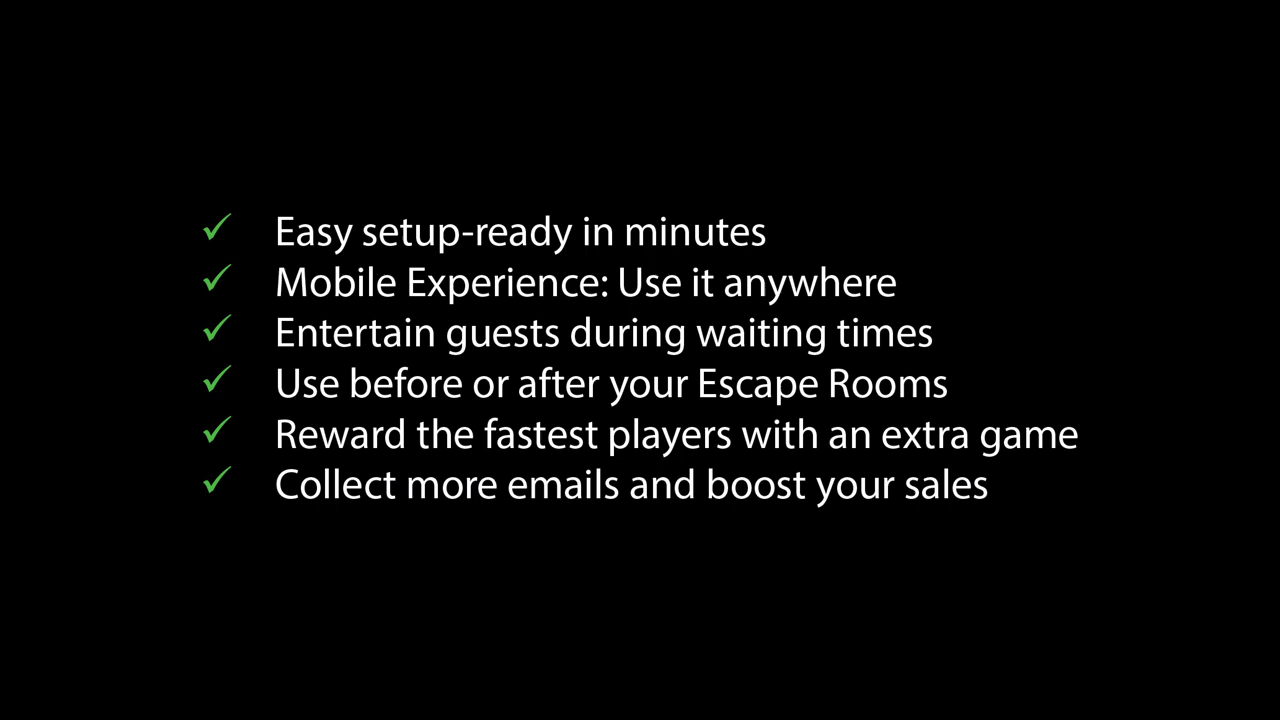 ✓ Easy setup-ready in minutes
✓ Mobile Experience: Use it anywhere
✓ Entertain guests during waiting times
✓ Use before or after your Escape Rooms
✓ Reward the fastest players with an extra game
✓ Collect more emails and boost your sales